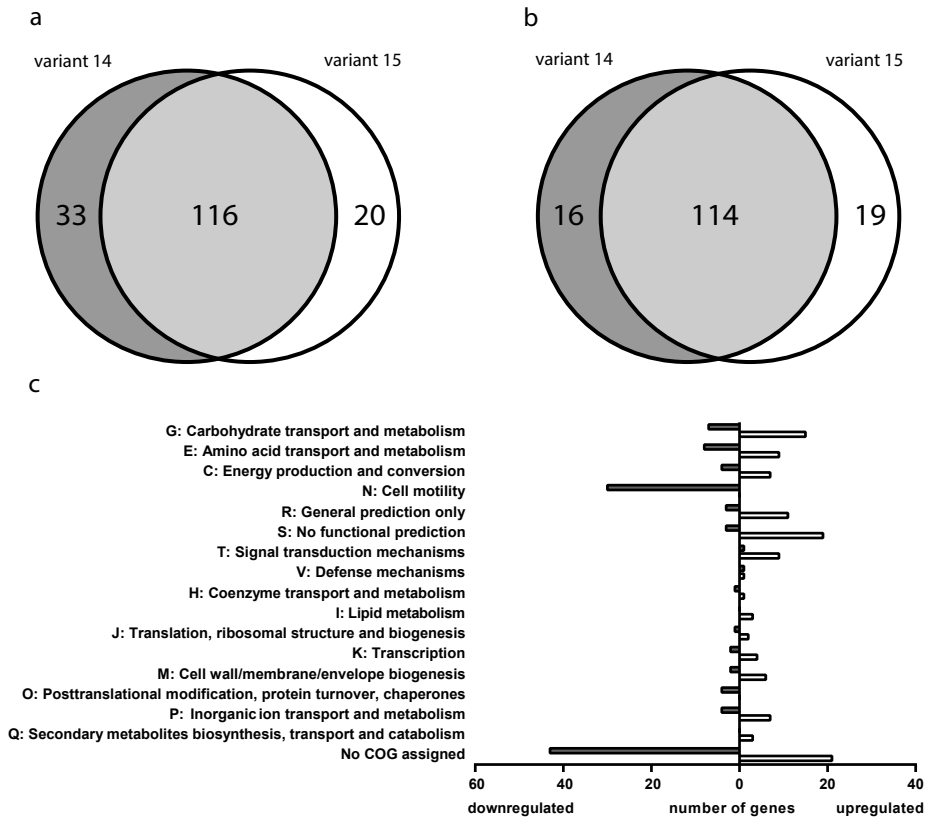 a
b
variant 14
variant 15
variant 14
variant 15
33
116
20
16
114
19
c
G: Carbohydrate transport and metabolism
E: Amino acid transport and metabolism
C: Energy production and conversion
N: Cell motility
R: General prediction only
S: No functional prediction
T: Signal transduction mechanisms
V: Defense mechanisms
H: Coenzyme transport and metabolism
I: Lipid metabolism
J: Translation, ribosomal structure and biogenesis
K: Transcription
M: Cell wall/membrane/envelope biogenesis
O: Posttranslational modification, protein turnover, chaperones
P: Inorganic ion transport and metabolism
Q: Secondary metabolites biosynthesis, transport and catabolism
No COG assigned
60 40 20 0 20 40
downregulated number of genes upregulated